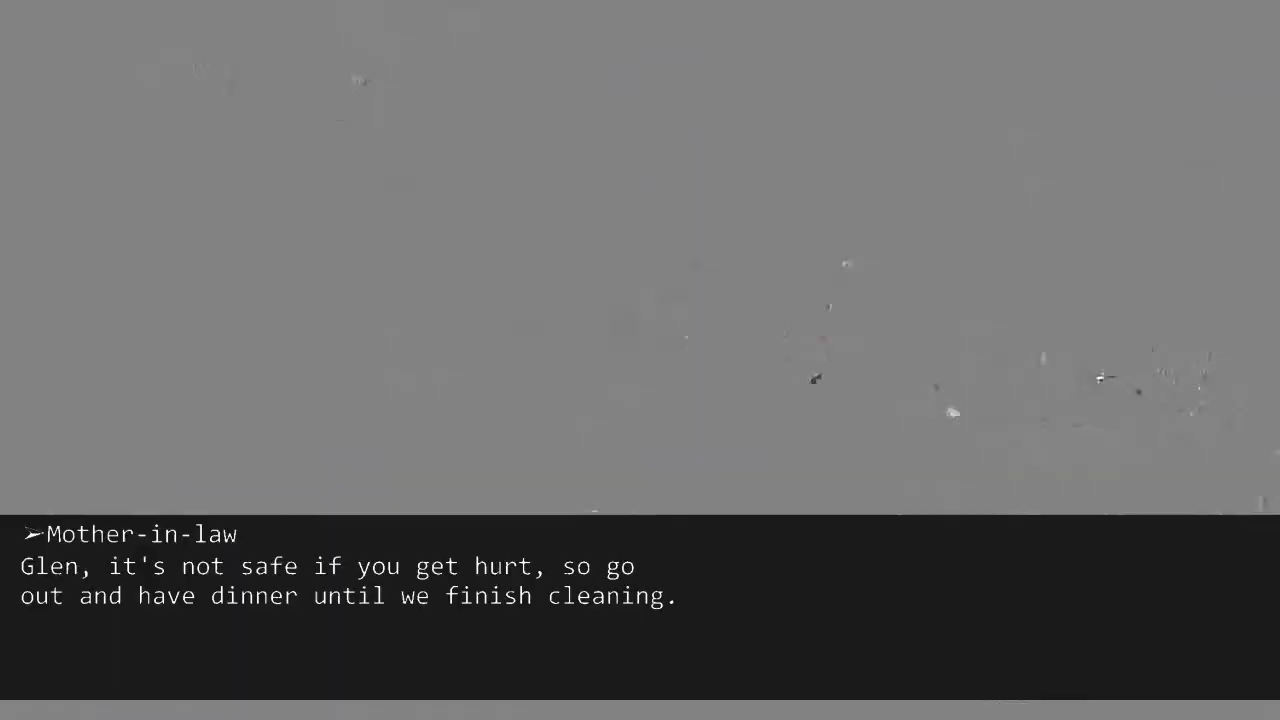 ➢Mother-in-law
Glen, it's not safe if you get hurt, so go
out and have dinner until we finish cleaning.